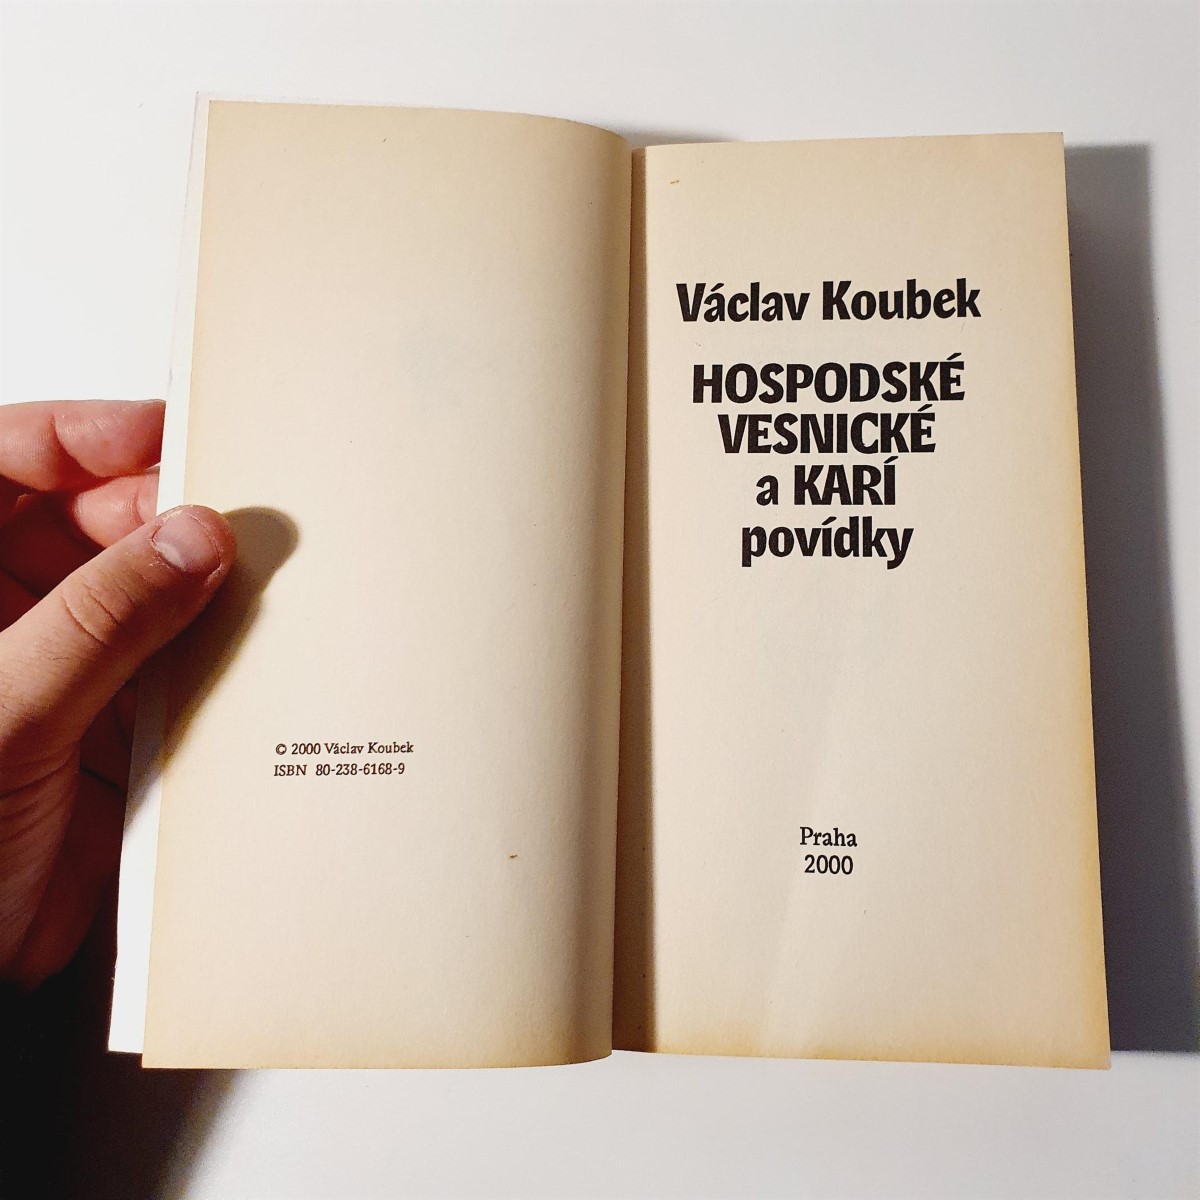 © 2000 Václav Koubek
ISBN 80-238-6168-9
Václav Koubek
HOSPODSKÉ
VESNICKÉ
a KARÍ
povídky
Praha
2000